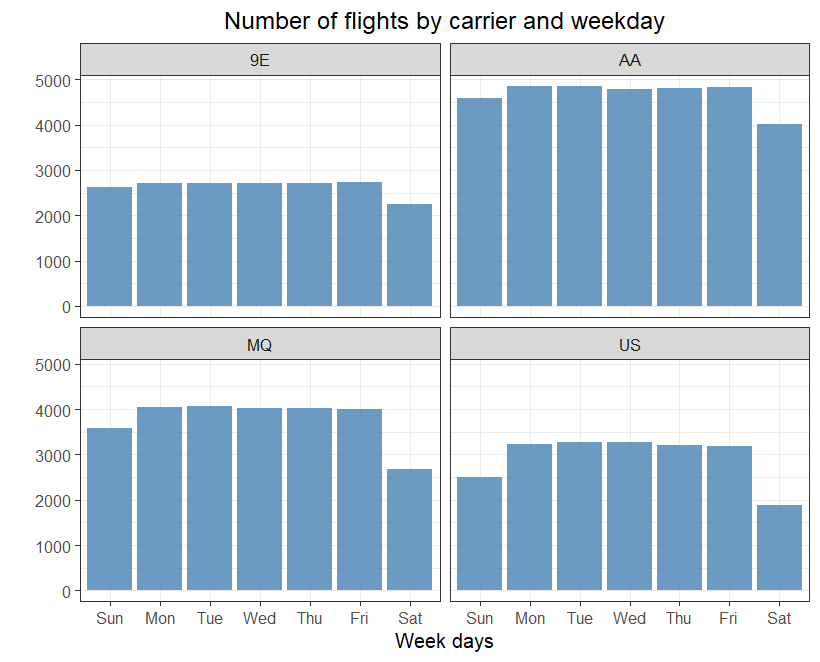 Number of flights by carrier and weekday
9E AA
5000
4000
3000
2000
1000
0
MQ US
5000
4000
3000
2000
1000
0
Sun Mon Tue Wed Thu Fri Sat Sun Mon Tue Wed Thu Fri Sat
Week days